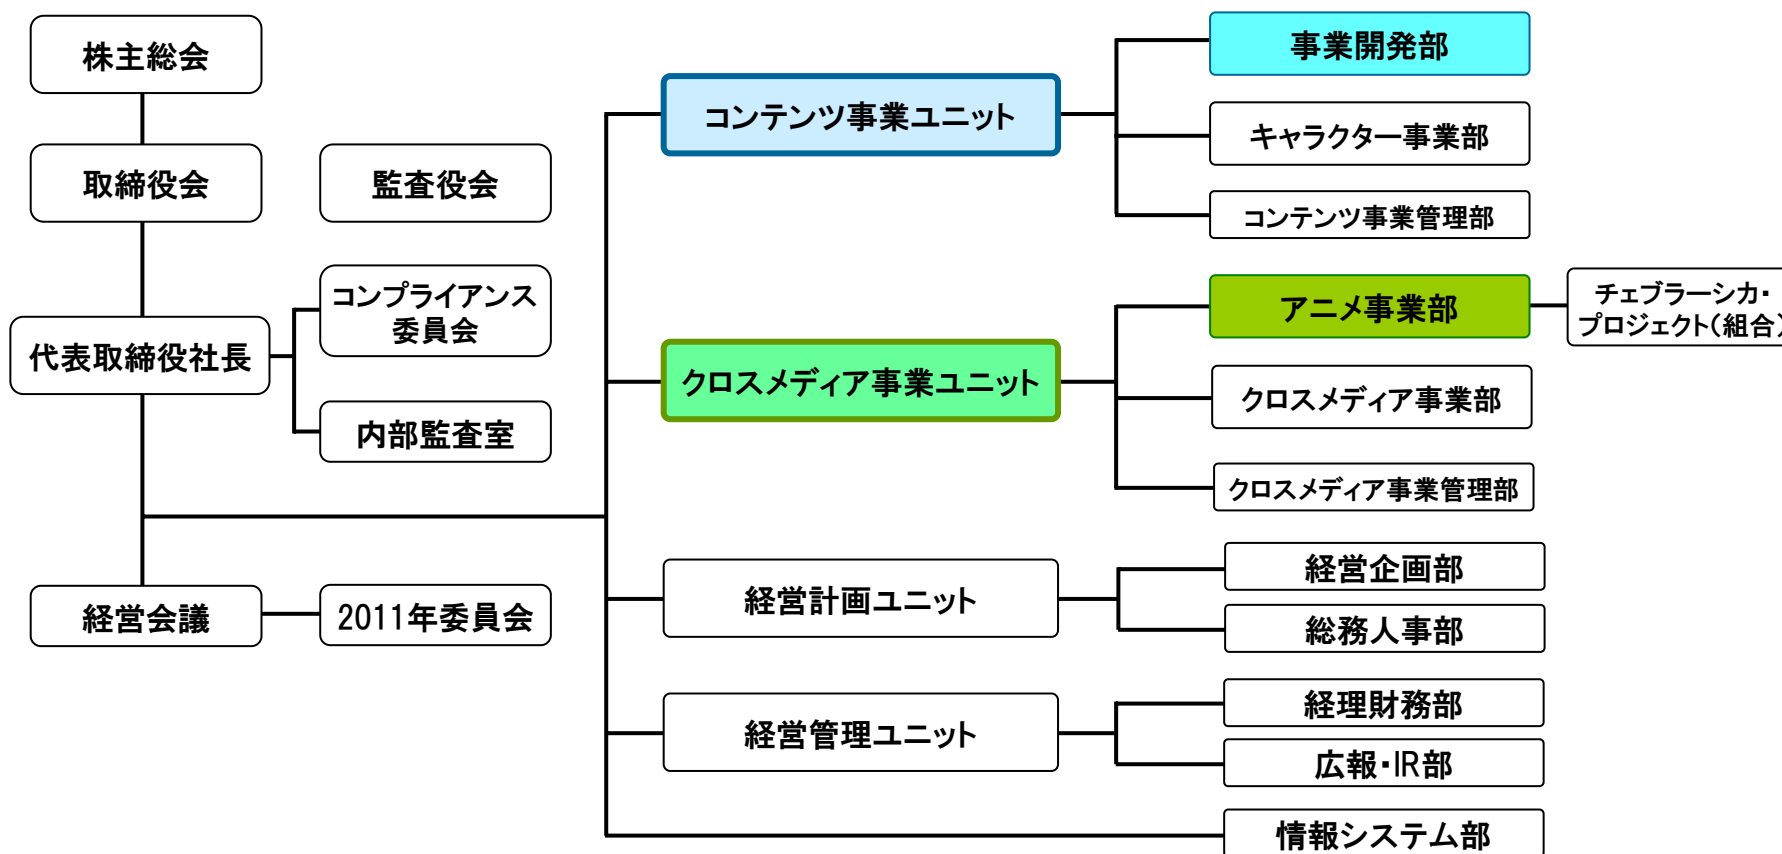 株主総会
取締役会
監査役会
コンプライアンス
委員会
代表取締役社長
内部監査室
経営会議
2011年委員会
コンテンツ事業ユニット
事業開発部
キャラクター事業部
コンテンツ事業管理部
クロスメディア事業ユニット
アニメ事業部
チェブラーシカ・
プロジェクト(組合)
クロスメディア事業部
クロスメディア事業管理部
経営計画ユニット
経営企画部
総務人事部
経営管理ユニット
経理財務部
広報・IR部
情報システム部